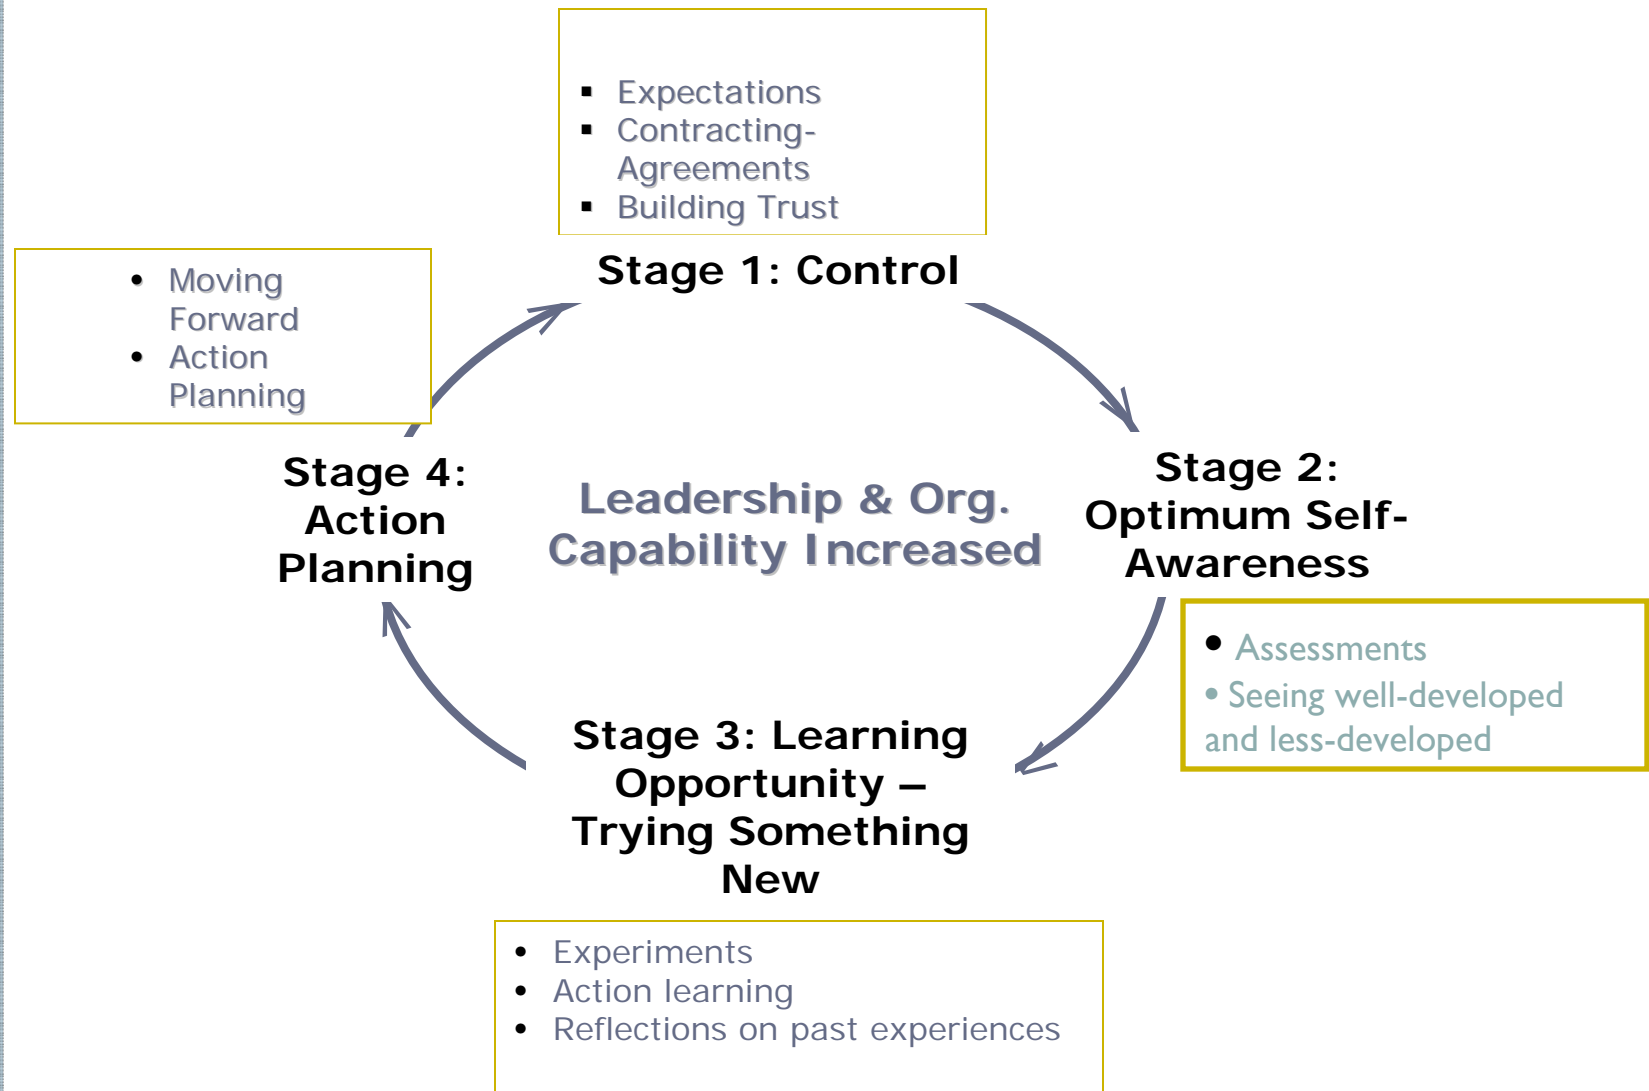 ▪ Expectations
▪ Contracting-
Agreements
▪ Building Trust
Stage 1: Control
• Moving
Forward
• Action
Planning
Stage 4:
Action
Planning
Leadership & Org.
Capability Increased
Stage 2:
Optimum Self-
Awareness
• Assessments
• Seeing well-developed
and less-developed
Stage 3: Learning
Opportunity –
Trying Something
New
• Experiments
• Action learning
• Reflections on past experiences